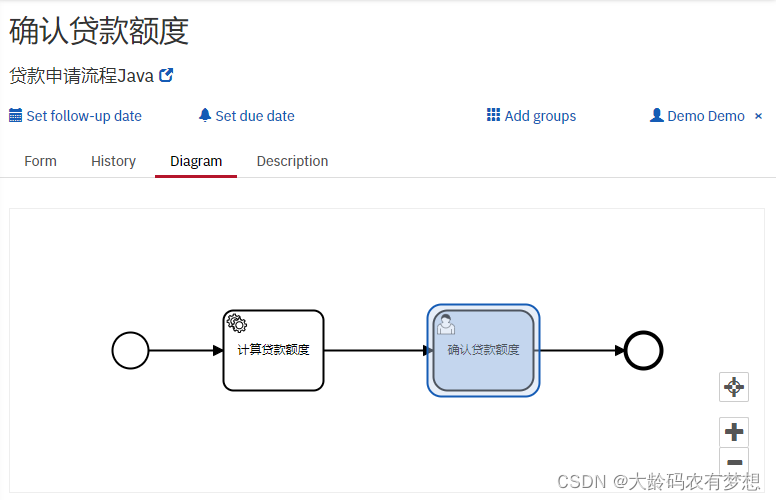 确认贷款额度
贷款申请流程Java
Set follow-up date Set due date Add groups Demo Demo ×
Form History Diagram Description
计算贷款额度 确认贷款额度
CSDN @大龄码农有梦想